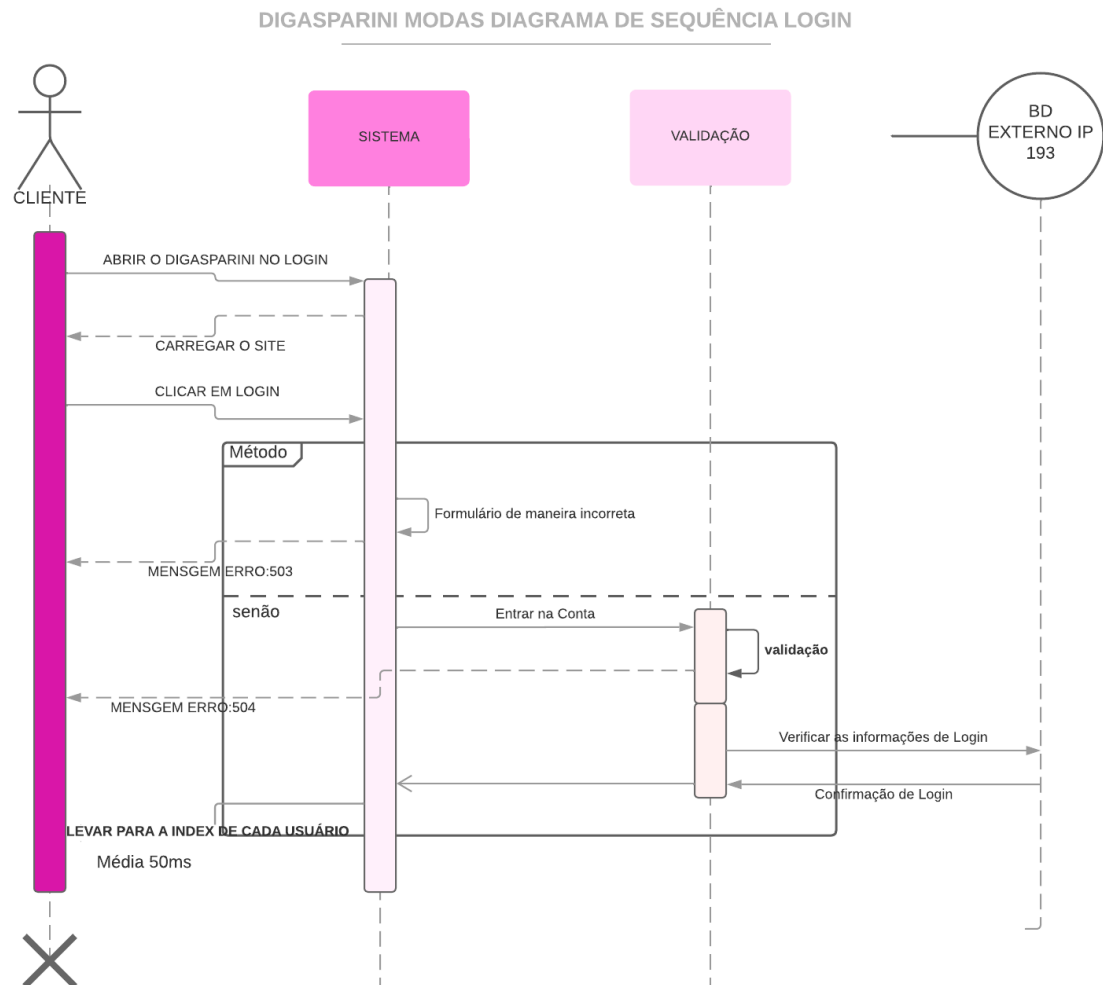 DIGASPARINI MODAS DIAGRAMA DE SEQUÊNCIA LOGIN
CLIENTE
SISTEMA
VALIDAÇÃO
BD
EXTERNO IP
193
ABRIR O DIGASPARINI NO LOGIN
CARREGAR O SITE
CLICAR EM LOGIN
Método
Formulário de maneira incorreta
MENSGEM ERRO:503
senão
Entrar na Conta
validação
MENSGEM ERRO:504
Verificar as informações de Login
Confirmação de Login
LEVAR PARA A INDEX DE CADA USUÁRIO
Média 50ms